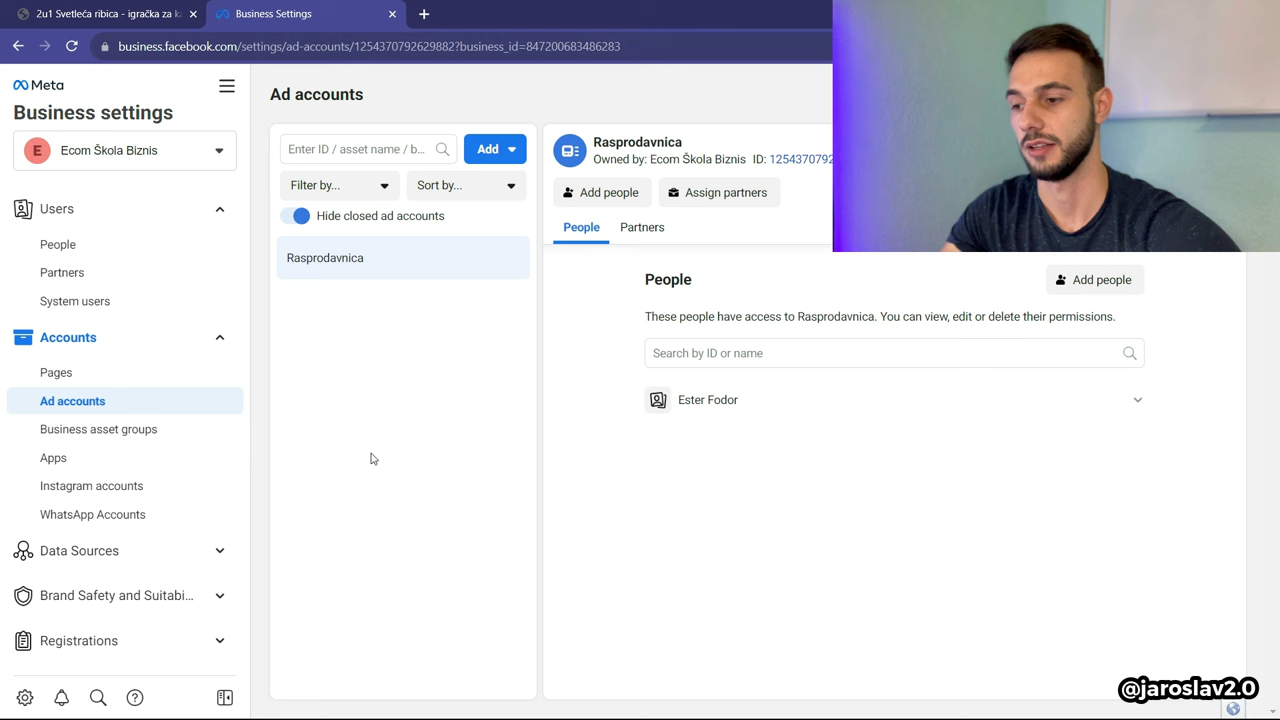 2u1 Svetleća ribica - igračka za k
Business Settings
business.facebook.com/settings/ad-accounts/1254370792629882?business_id=847200683486283
Meta
Business settings
E
Ecom Škola Biznis
Users
People
Partners
System users
Accounts
Pages
Ad accounts
Business asset groups
Apps
Instagram accounts
WhatsApp Accounts
Data Sources
Brand Safety and Suitabi...
Registrations
Ad accounts
Enter ID / asset name / b...
Add
Filter by...
Sort by...
Hide closed ad accounts
Rasprodavnica
Rasprodavnica
Owned by: Ecom Škola Biznis ID: 1254370792
Add people
Assign partners
People
Partners
People
Add people
These people have access to Rasprodavnica. You can view, edit or delete their permissions.
Search by ID or name
Ester Fodor
@jaroslav2.0